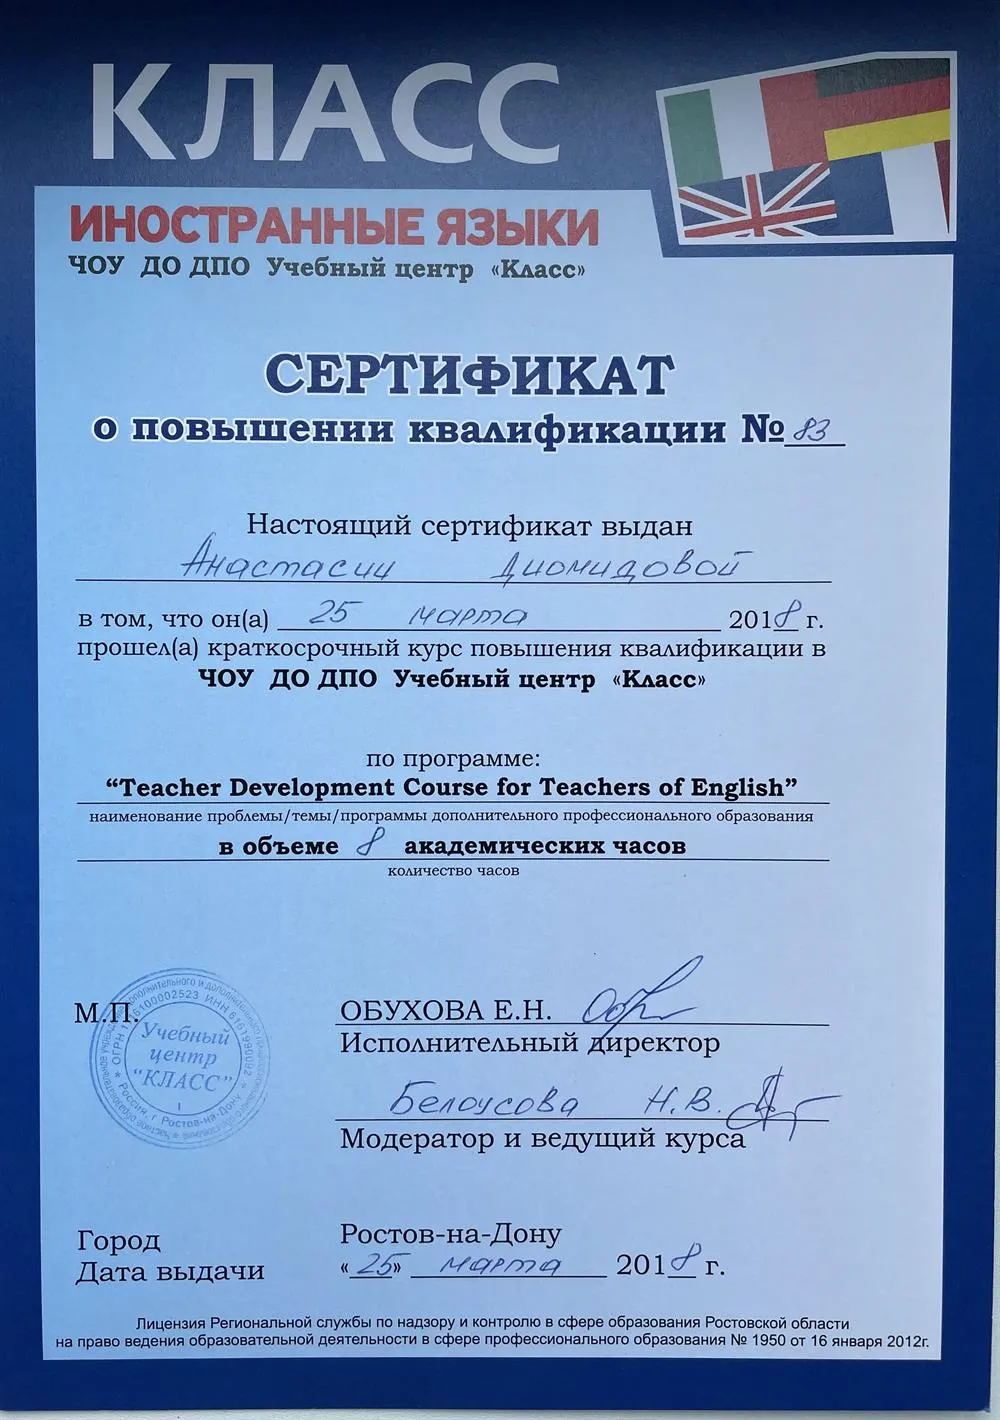 КЛАСС
ИНОСТРАННЫЕ ЯЗЫКИ
ЧОУ ДО ДПО Учебный центр «Класс»
СЕРТИФИКАТ
о повышении квалификации № 83
Настоящий сертификат выдан
Анастасии Диомидовой
в том, что он(а) 25 марта 2018 г.
прошел(а) краткосрочный курс повышения квалификации в
ЧОУ ДО ДПО Учебный центр «Класс»
по программе:
“Teacher Development Course for Teachers of English”
наименование проблемы/темы/программы дополнительного профессионального образования
в объеме 8 академических часов
количество часов
М.П.
Учебный
центр
"КЛАСС"
Россия, г. Ростов-на-Дону
ОБУХОВА Е.Н.
Исполнительный директор
Белоусова Н.В.
Модератор и ведущий курса
Город Ростов-на-Дону
Дата выдачи «25» марта 2018 г.
Лицензия Региональной службы по надзору и контролю в сфере образования Ростовской области
на право ведения образовательной деятельности в сфере профессионального образования № 1950 от 16 января 2012г.